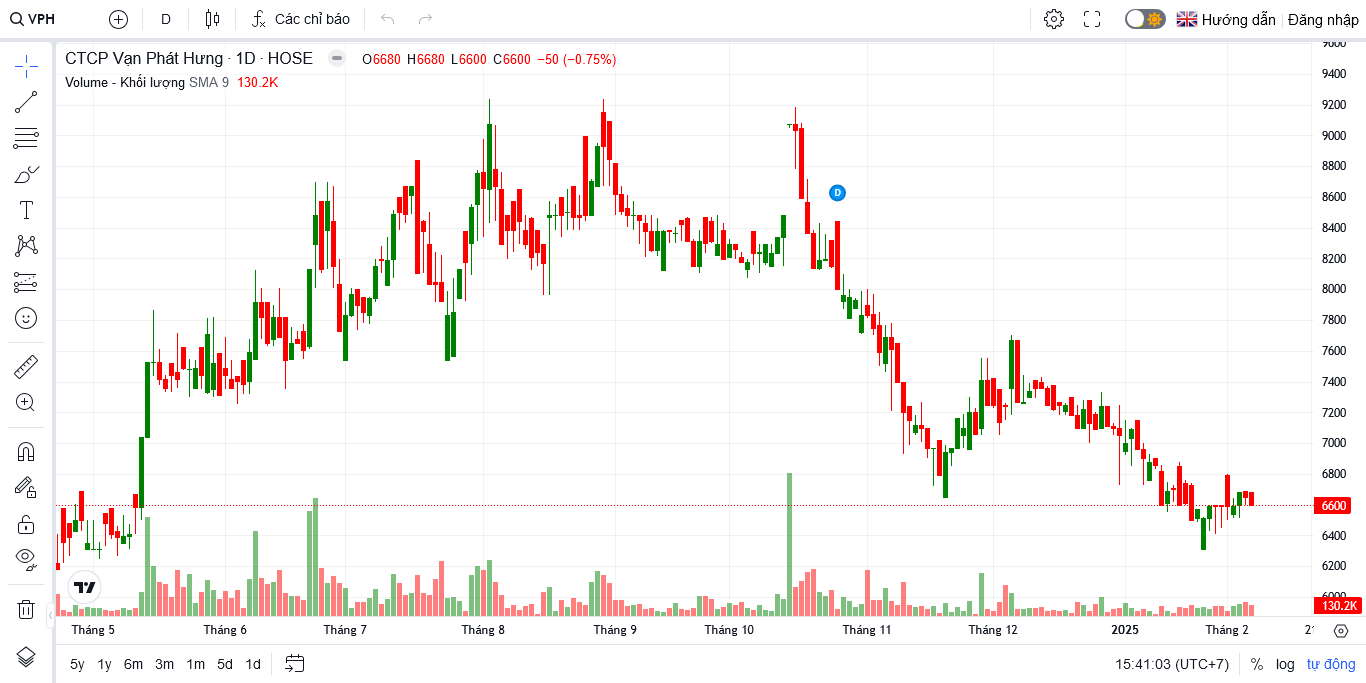 VPH D Các chỉ báo Hướng dẫn Đăng nhập
CTCP Vạn Phát Hưng · 1D · HOSE O6680 H6680 L6600 C6600 −50 (−0.75%)
Volume - Khối lượng SMA 9 130.2K
9600
9400
9200
9000
8800
D
8600
8400
8200
8000
7800
7600
7400
7200
7000
6800
6600
6400
6200
6000
130.2K
Tháng 5 Tháng 6 Tháng 7 Tháng 8 Tháng 9 Tháng 10 Tháng 11 Tháng 12 2025 Tháng 2
5y 1y 6m 3m 1m 5d 1d 15:41:03 (UTC+7) % log tự động